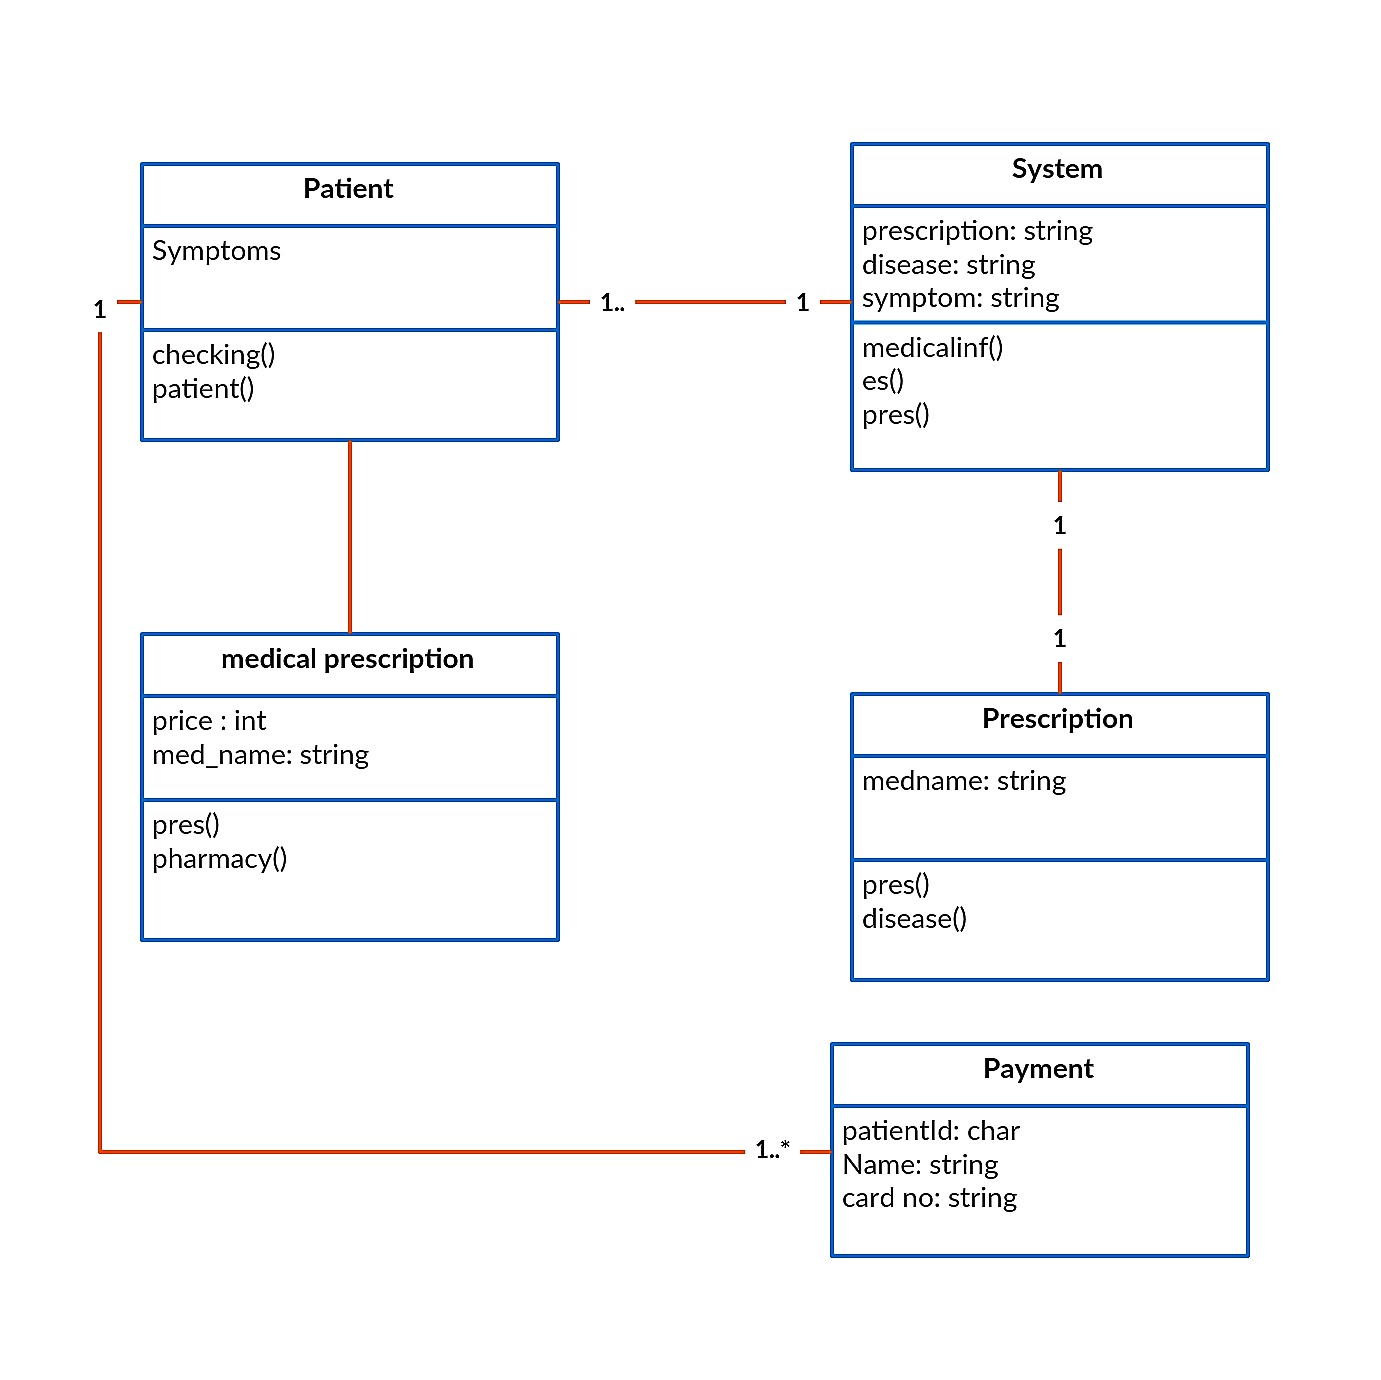 Patient
Symptoms
checking()
patient()
1
1..
1
System
prescription: string
disease: string
symptom: string
medicalinf()
es()
pres()
1
1
medical prescription
price : int
med_name: string
pres()
pharmacy()
Prescription
medname: string
pres()
disease()
1..*
Payment
patientId: char
Name: string
card no: string